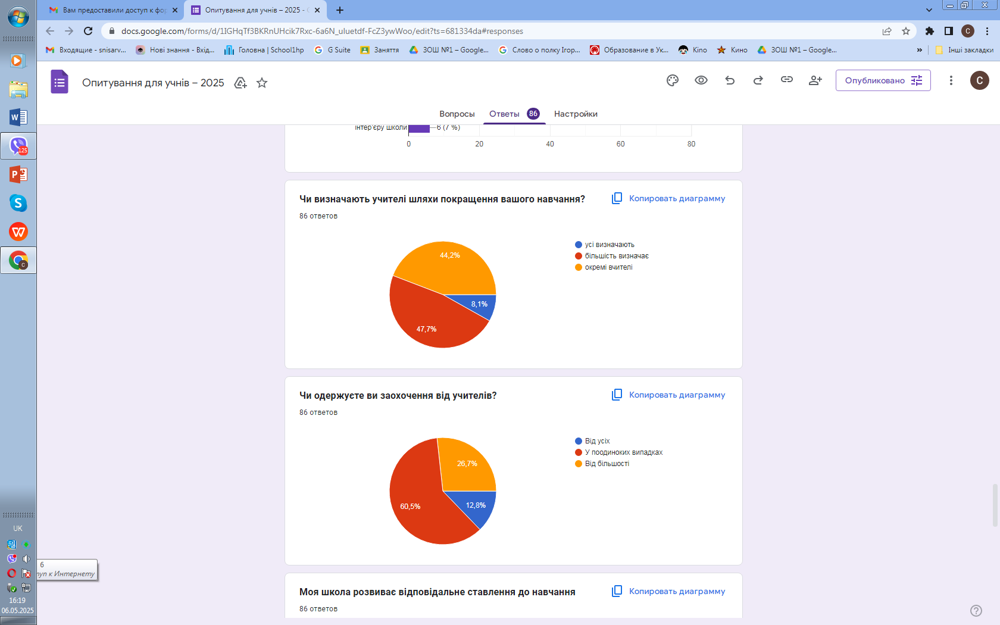 Вам предоставили доступ к фор
Опитування для учнів – 2025 -
docs.google.com/forms/d/1IGHqTf3BKRnUHcik7Rxc-6a6N_uluetdf-FcZ3ywWoo/edit?ts=681334da#responses
C
Входящие - snisarv...
Нові знання - Вхід...
Головна | School1hp
G Suite
Заняття
ЗОШ №1 – Google...
Слово о полку Ігор...
Образование в Ук...
Kino
Кино
ЗОШ №1 – Google...
»
Інші закладки
Опитування для учнів – 2025
Опубликовано
C
Вопросы
Ответы 86
Настройки
інтер'єру школи
6 (7 %)
0 20 40 60 80
Чи визначають учителі шляхи покращення вашого навчання?
Копировать диаграмму
86 ответов
44,2%
8,1%
47,7%
усі визначають
більшість визначає
окремі вчителі
Чи одержуєте ви заохочення від учителів?
Копировать диаграмму
86 ответов
26,7%
12,8%
60,5%
Від усіх
У поодиноких випадках
Від більшості
Моя школа розвиває відповідальне ставлення до навчання
Копировать диаграмму
86 ответов
W
125
P
S
W
C
UK
6
туп к Интернету
16:19
06.05.2025